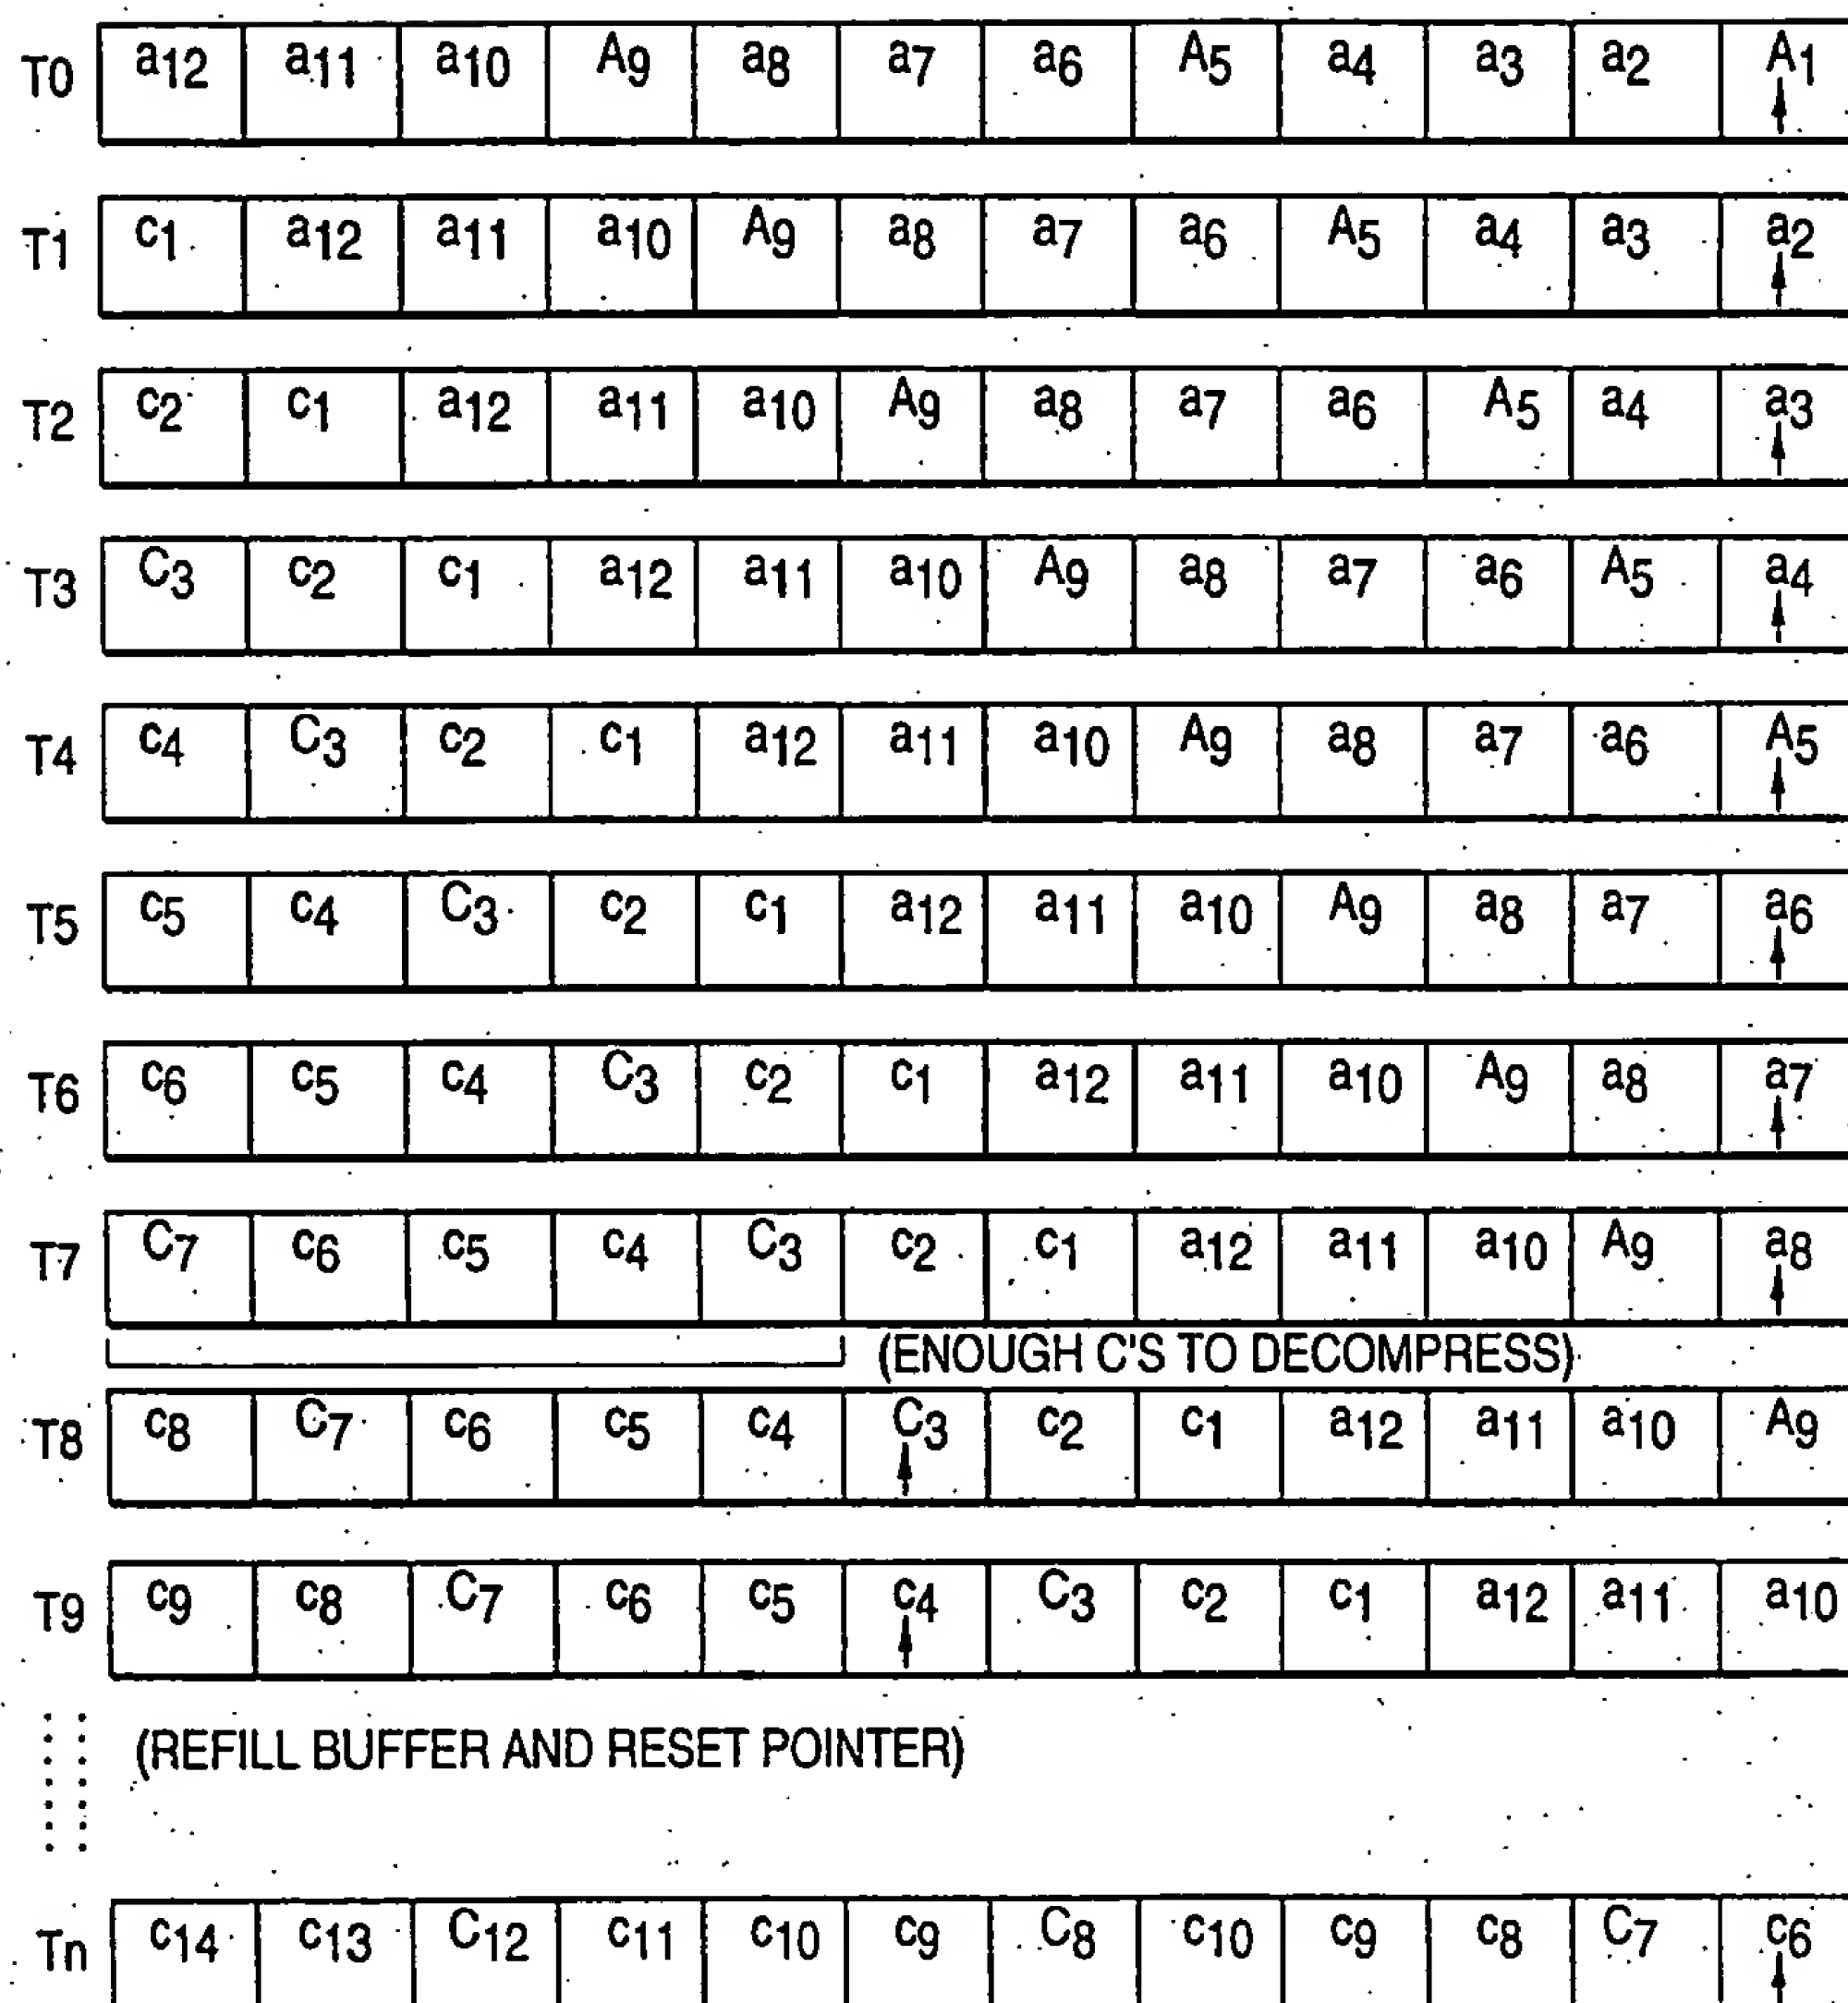 T0 a12 a11 a10 A9 a8 a7 a6 A5 a4 a3 a2 A1
T1 c1 a12 a11 a10 A9 a8 a7 a6 A5 a4 a3 a2
T2 c2 c1 a12 a11 a10 A9 a8 a7 a6 A5 a4 a3
T3 C3 c2 c1 a12 a11 a10 A9 a8 a7 a6 A5 a4
T4 c4 C3 c2 c1 a12 a11 a10 A9 a8 a7 a6 A5
T5 c5 c4 C3 c2 c1 a12 a11 a10 A9 a8 a7 a6
T6 c6 c5 c4 C3 c2 c1 a12 a11 a10 A9 a8 a7
T7 C7 c6 c5 c4 C3 c2 c1 a12 a11 a10 A9 a8
(ENOUGH C'S TO DECOMPRESS)
T8 c8 C7 c6 c5 c4 C3 c2 c1 a12 a11 a10 A9
T9 c9 c8 C7 c6 c5 c4 C3 c2 c1 a12 a11 a10
(REFILL BUFFER AND RESET POINTER)
Tn c14 c13 C12 c11 c10 c9 C8 c10 c9 c8 C7 c6